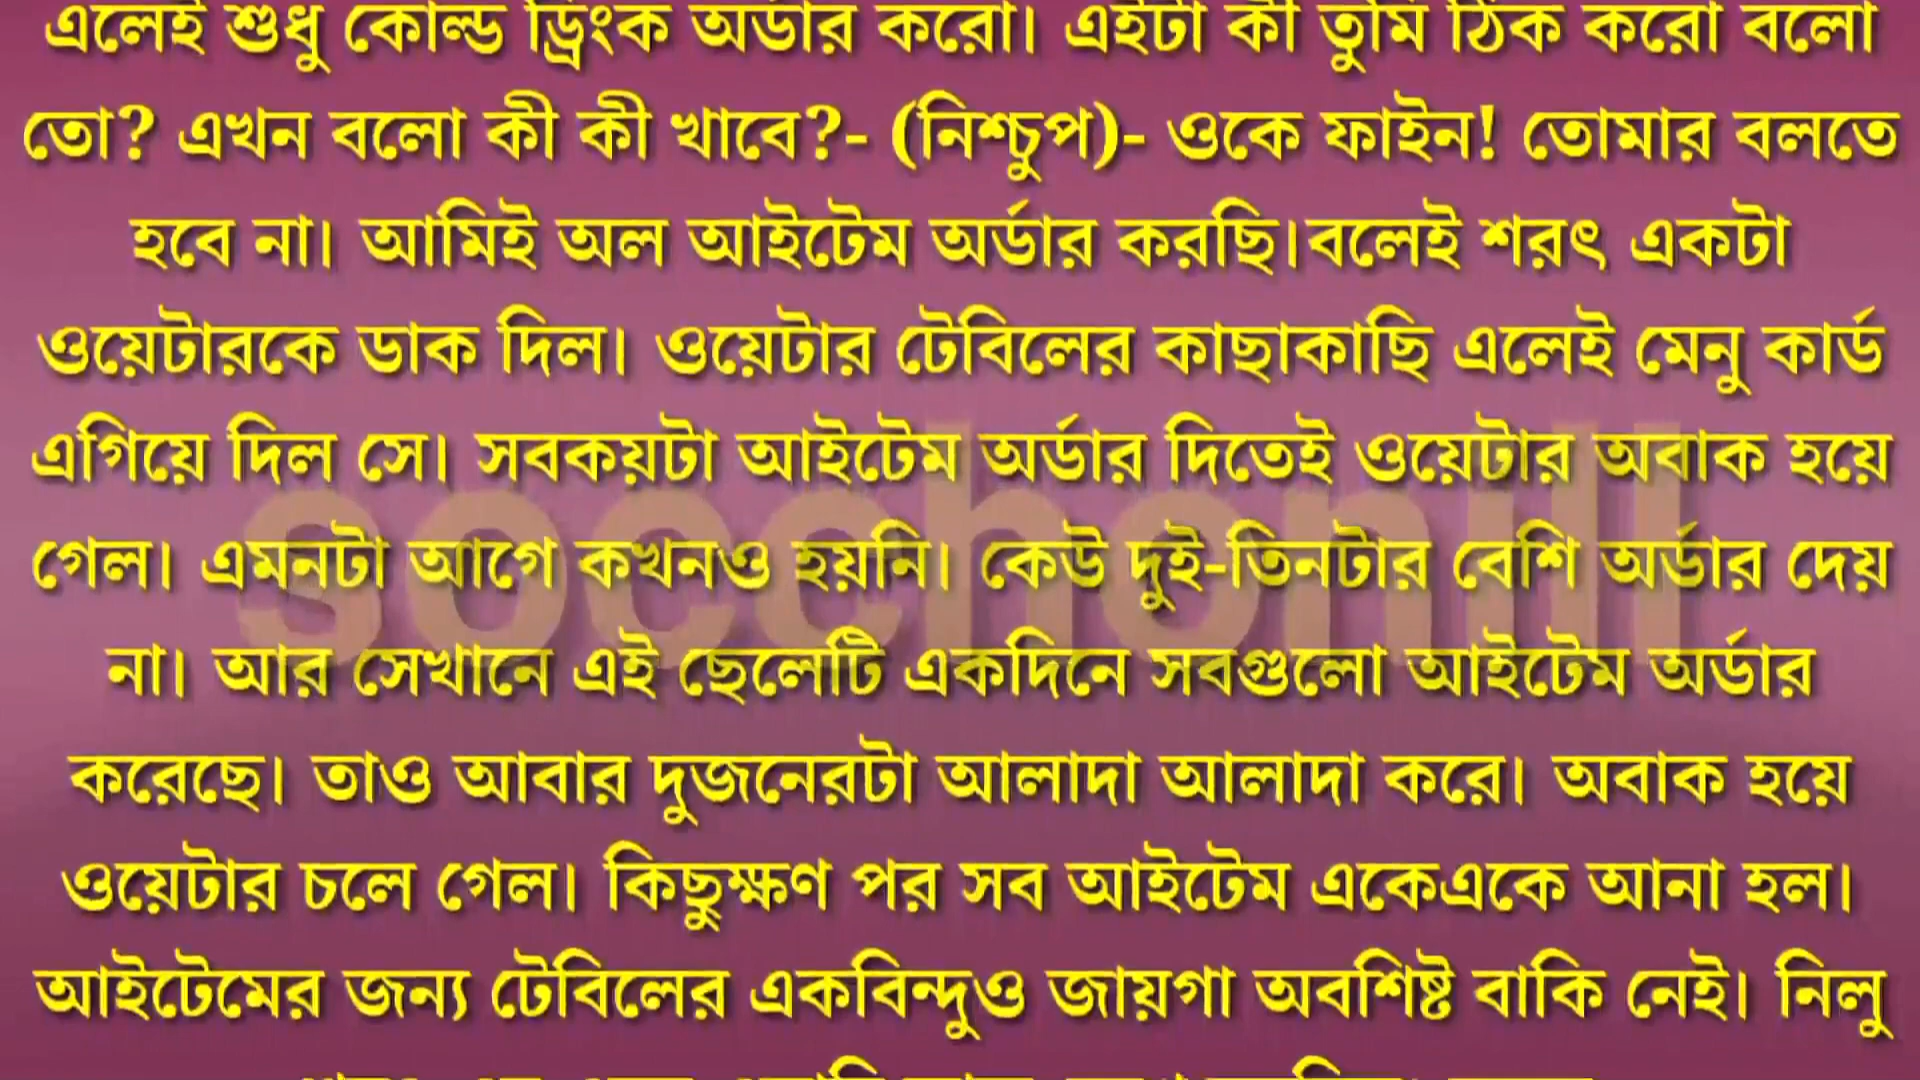 এলেই শুধু কোল্ড ড্রিংক অর্ডার করো। এইটা কী তুমি ঠিক করো বলো
তো? এখন বলো কী কী খাবে?- (নিশ্চুপ)- ওকে ফাইন! তোমার বলতে
হবে না। আমিই অল আইটেম অর্ডার করছি।বলেই শরৎ একটা
ওয়েটারকে ডাক দিল। ওয়েটার টেবিলের কাছাকাছি এলেই মেনু কার্ড
এগিয়ে দিল সে। সবকয়টা আইটেম অর্ডার দিতেই ওয়েটার অবাক হয়ে
গেল। এমনটা আগে কখনও হয়নি। কেউ দুই-তিনটার বেশি অর্ডার দেয়
না। আর সেখানে এই ছেলেটি একদিনে সবগুলো আইটেম অর্ডার
করেছে। তাও আবার দুজনেরটা আলাদা আলাদা করে। অবাক হয়ে
ওয়েটার চলে গেল। কিছুক্ষণ পর সব আইটেম একেএকে আনা হল।
আইটেমের জন্য টেবিলের একবিন্দুও জায়গা অবশিষ্ট বাকি নেই। নিলু
socchonill